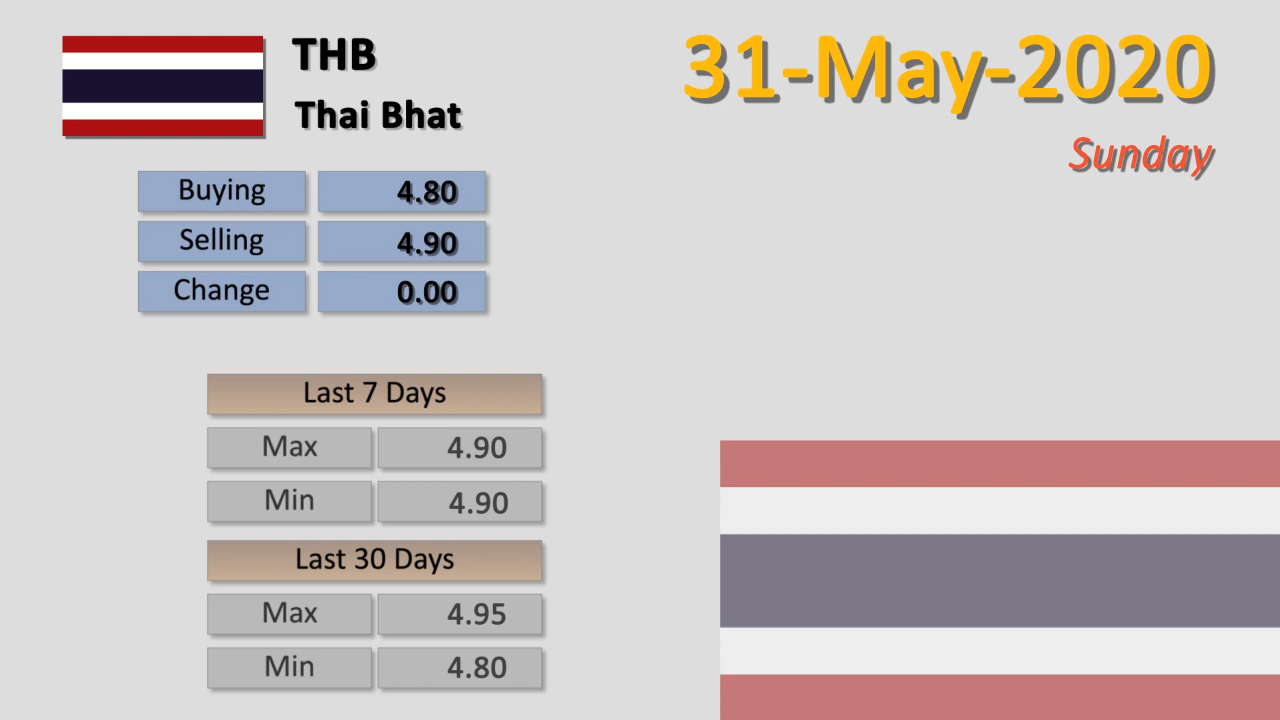 THB
Thai Bhat
31-May-2020
Sunday
Buying 4.80
Selling 4.90
Change 0.00
Last 7 Days
Max 4.90
Min 4.90
Last 30 Days
Max 4.95
Min 4.80